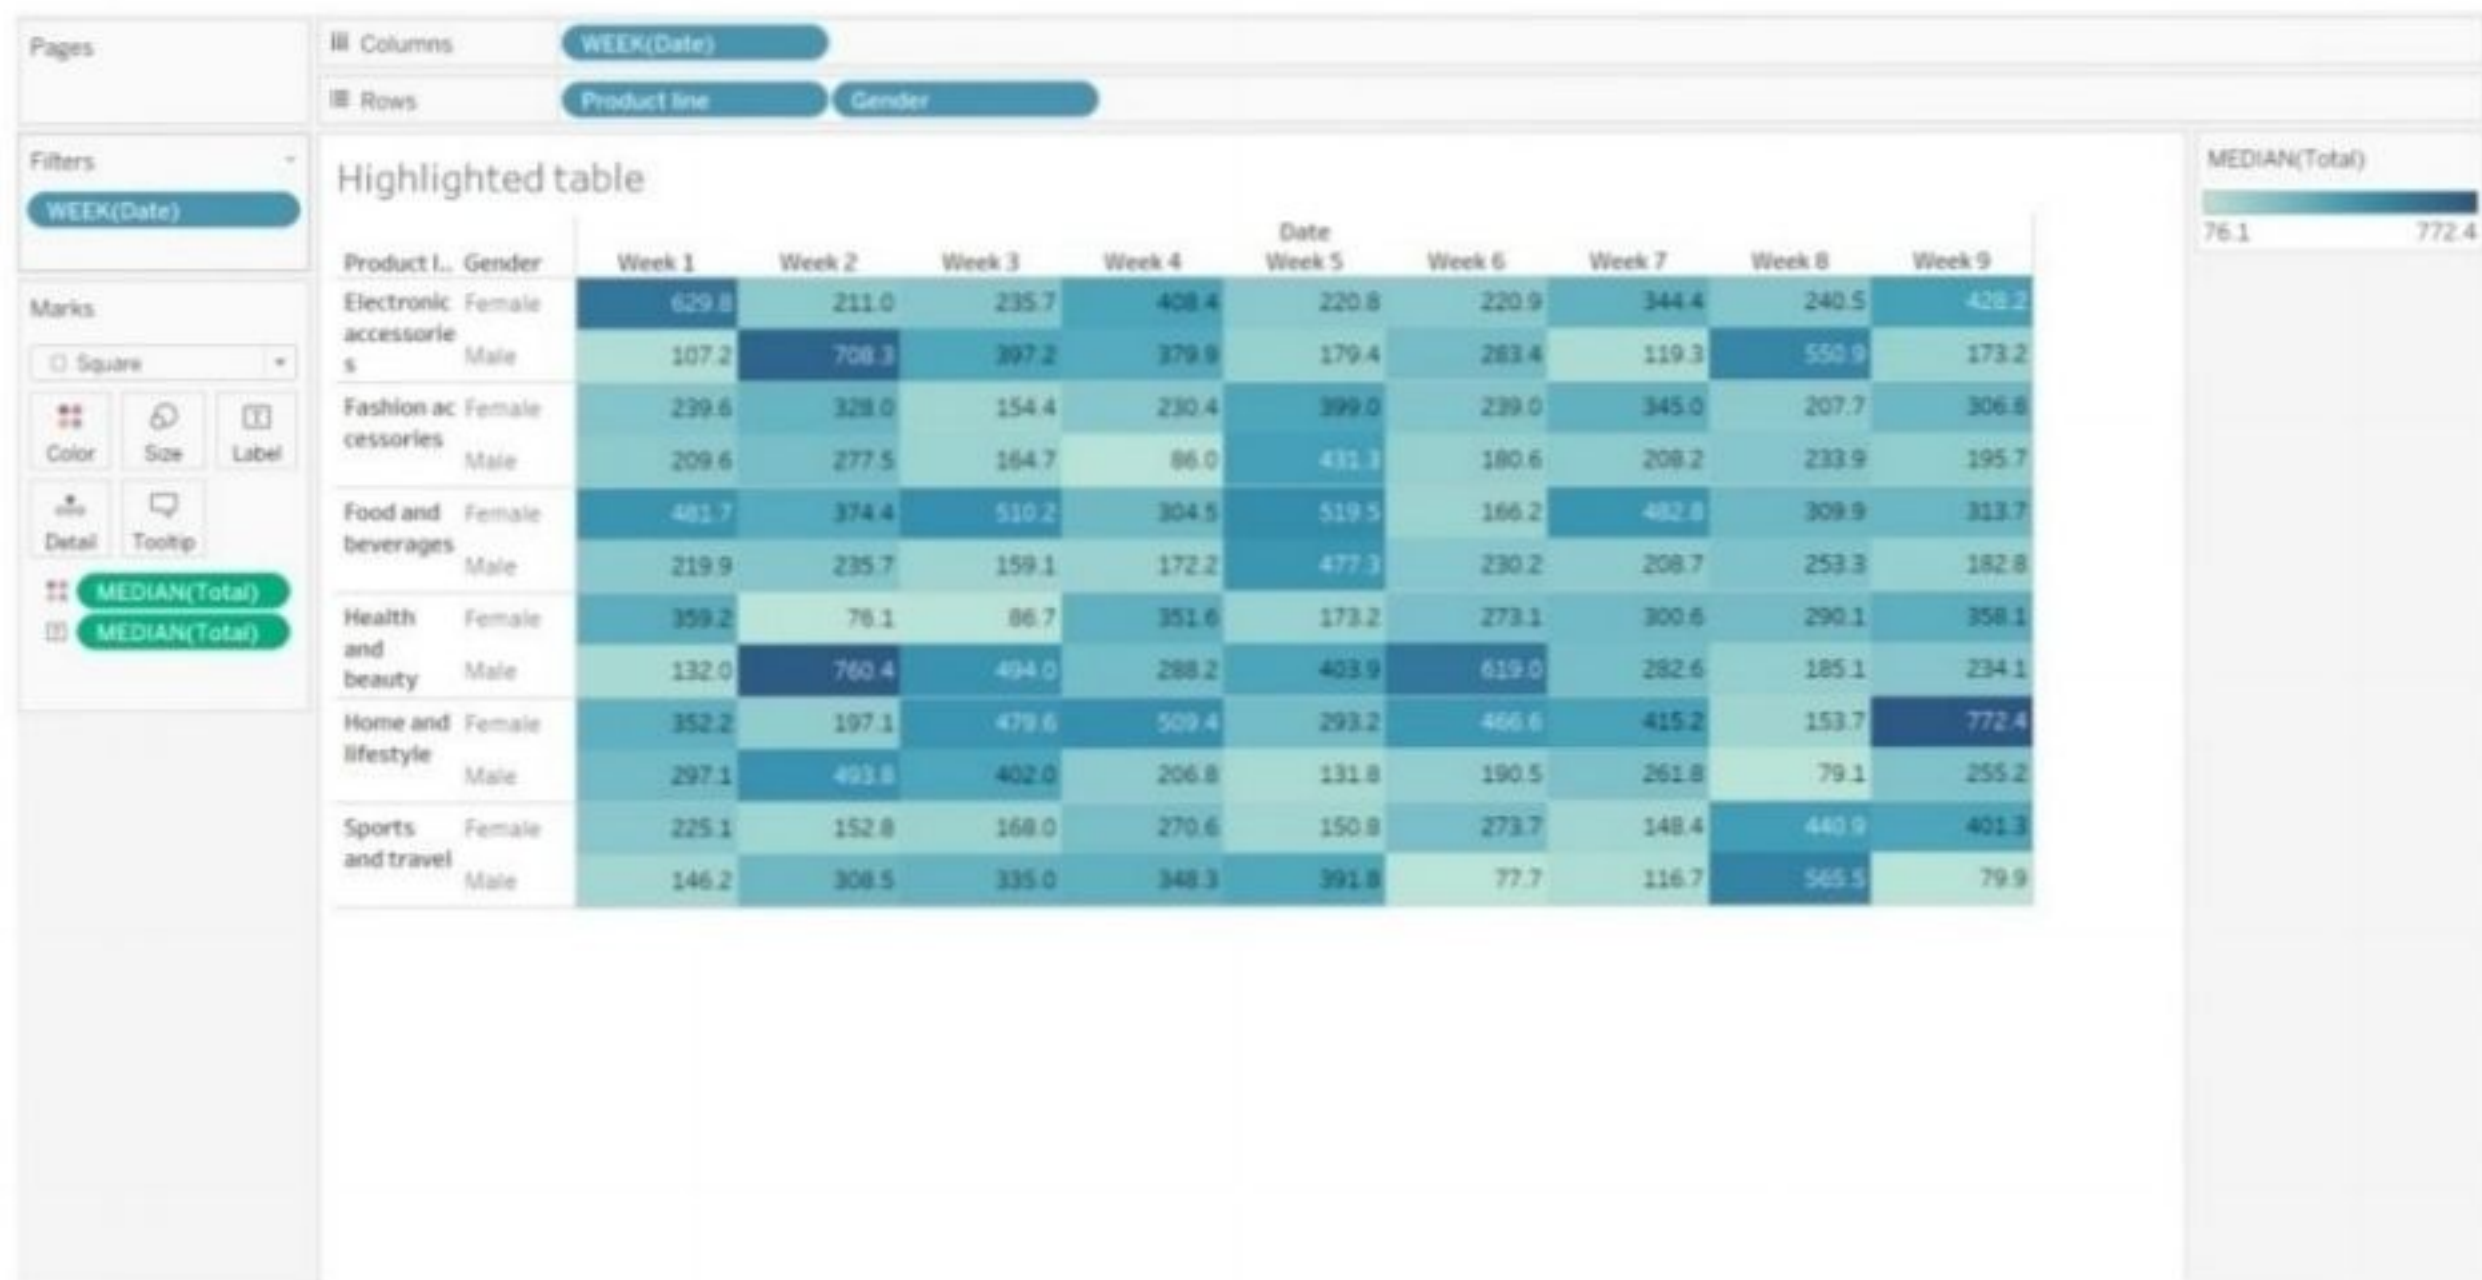 Pages
Columns WEEK(Date)
Rows Product line Gender
Filters
WEEK(Date)
Marks
Square
Color Size Label
Detail Tooltip
MEDIAN(Total)
MEDIAN(Total)
Highlighted table
Date
Product l.. Gender Week 1 Week 2 Week 3 Week 4 Week 5 Week 6 Week 7 Week 8 Week 9
Electronic Female 629.8 211.0 235.7 408.4 220.8 220.9 344.4 240.5 428.2
accessorie
s Male 107.2 708.3 397.2 379.9 179.4 283.4 119.3 550.9 173.2
Fashion ac Female 239.6 328.0 154.4 230.4 399.0 239.0 345.0 207.7 306.8
cessories
Male 209.6 277.5 164.7 86.0 431.3 180.6 208.2 233.9 195.7
Food and Female 481.7 374.4 510.2 304.5 519.5 166.2 482.8 309.9 313.7
beverages
Male 219.9 235.7 159.1 172.2 477.3 230.2 208.7 253.3 182.8
Health Female 359.2 76.1 86.7 351.6 173.2 273.1 300.6 290.1 358.1
and
beauty Male 132.0 760.4 494.0 288.2 403.9 619.0 282.6 185.1 234.1
Home and Female 352.2 197.1 479.6 509.4 293.2 466.6 415.2 153.7 772.4
lifestyle
Male 297.1 493.8 402.0 206.8 131.8 190.5 261.8 79.1 255.2
Sports Female 225.1 152.8 168.0 270.6 150.8 273.7 148.4 440.9 401.3
and travel
Male 146.2 308.5 335.0 348.3 391.8 77.7 116.7 565.5 79.9
MEDIAN(Total)
76.1 772.4